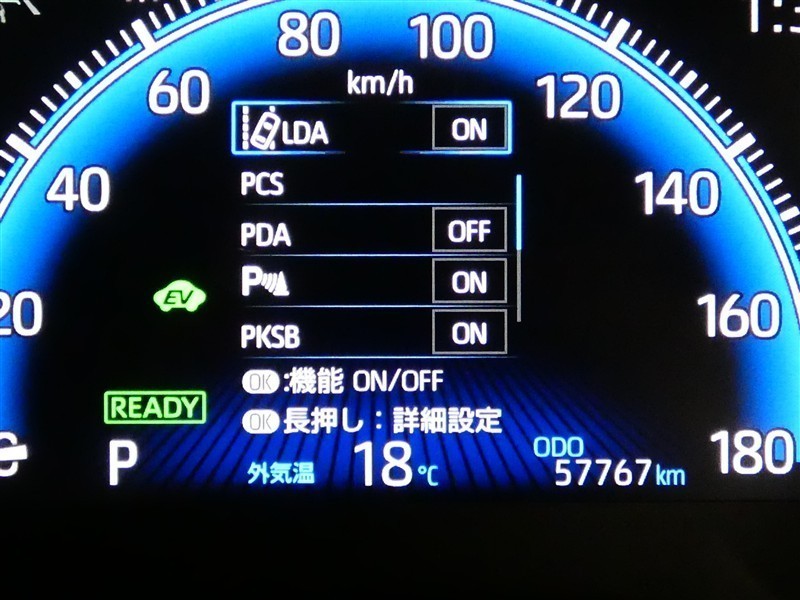 80 100
km/h
60 120
LDA ON
40 140
PCS
PDA OFF
P ON
EV
20 160
PKSB ON
OK:機能 ON/OFF
READY
OK長押し:詳細設定
P 外気温 18℃
ODO
57767km
180